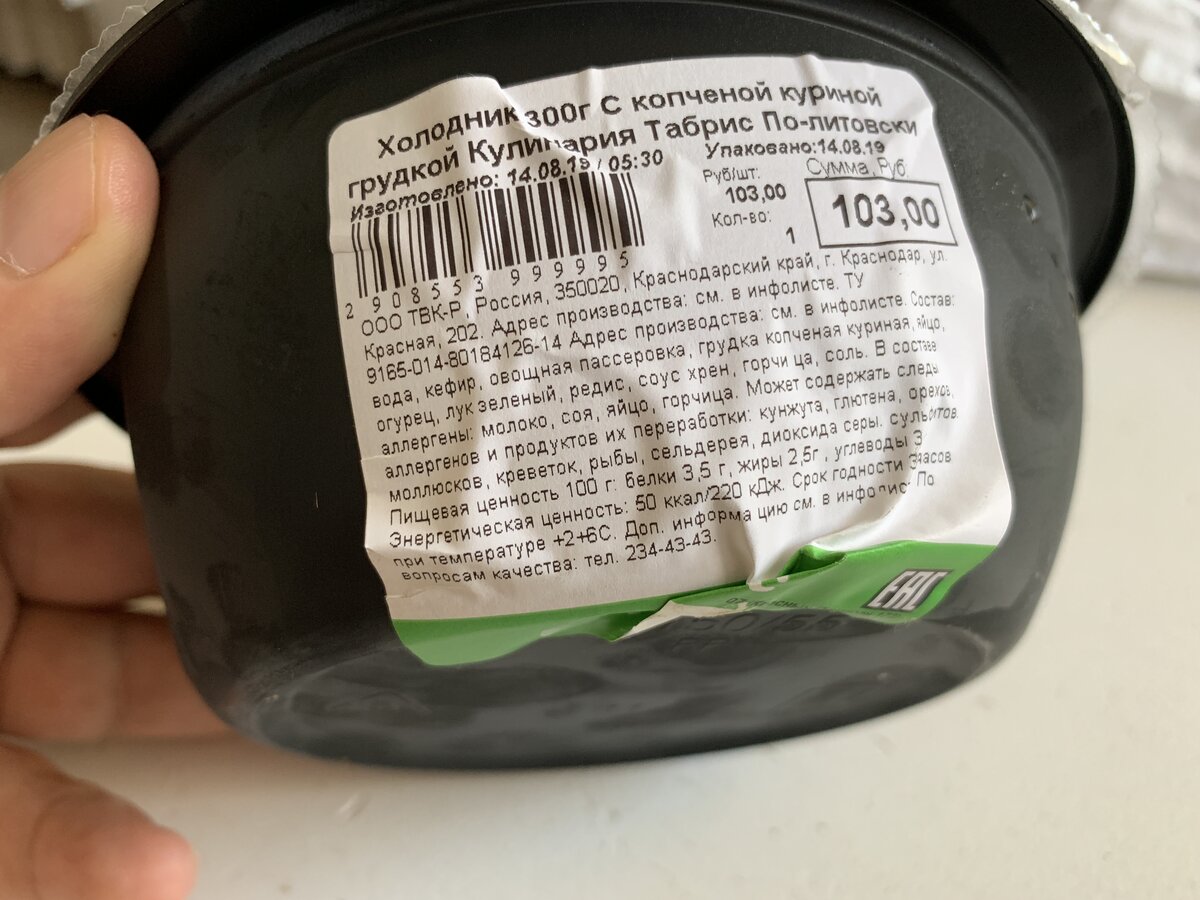 Холодник 300г С копченой куриной
грудкой Кулинария Табрис По-литовски
Изготовлено: 14.08.19 / 05:30
Упаковано:14.08.19
Руб/шт:
103,00
Сумма, Руб
103,00
Кол-во:
1
2 908553 999995
ООО ТВК-Р, Россия, 350020, Краснодарский край, г. Краснодар, ул.
Красная, 202. Адрес производства: см. в инфолисте. ТУ
9165-014-80184126-14 Адрес производства: см. в инфолисте. Состав:
вода, кефир, овощная пассеровка, грудка копченая куриная, яйцо,
огурец, лук зеленый, редис, соус хрен, горчи ца, соль. В составе
аллергены: молоко, соя, яйцо, горчица. Может содержать следы
аллергенов и продуктов их переработки: кунжута, глютена, орехов,
моллюсков, креветок, рыбы, сельдерея, диоксида серы. сульфитов
Пищевая ценность 100 г: белки 3,5 г, жиры 2,5г , углеводы 3
Энергетическая ценность: 50 ккал/220 кДж. Срок годности часов
при температуре +2+6С. Доп. информа цию см. в По
вопросам качества: тел. 234-43-43.
EAC